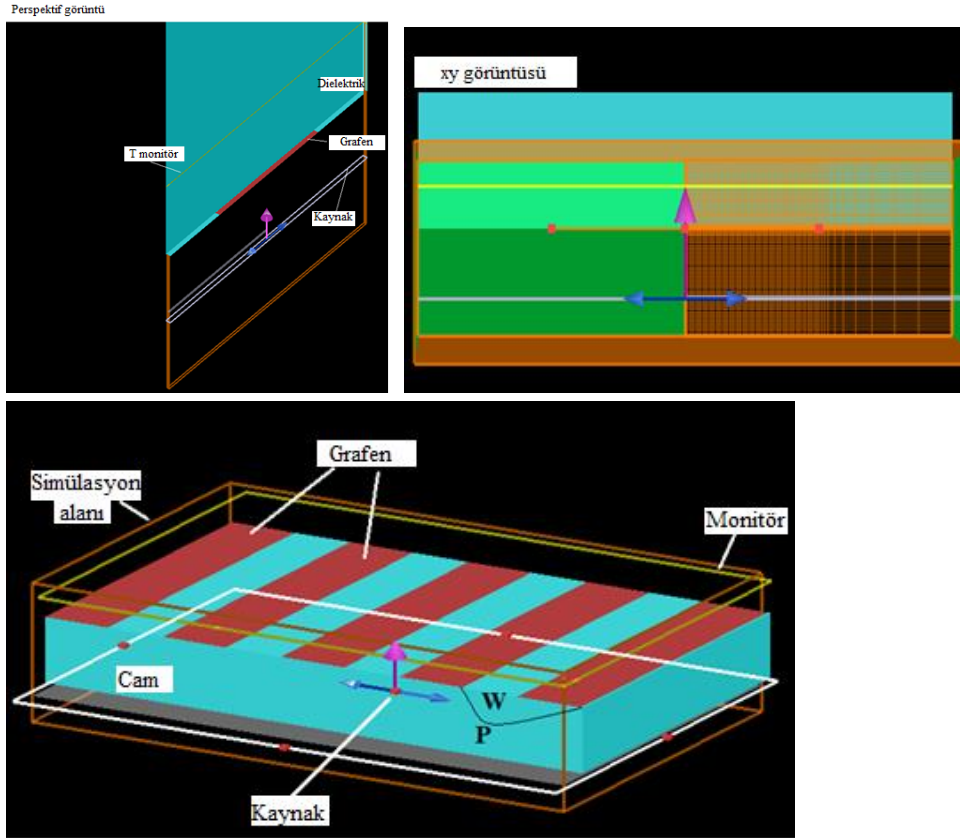 Perspektif görüntü
Dielektrik
Grafen
T monitör
Kaynak
xy görüntüsü
Grafen
Simülasyon
alanı
Monitör
Cam
W
P
Kaynak